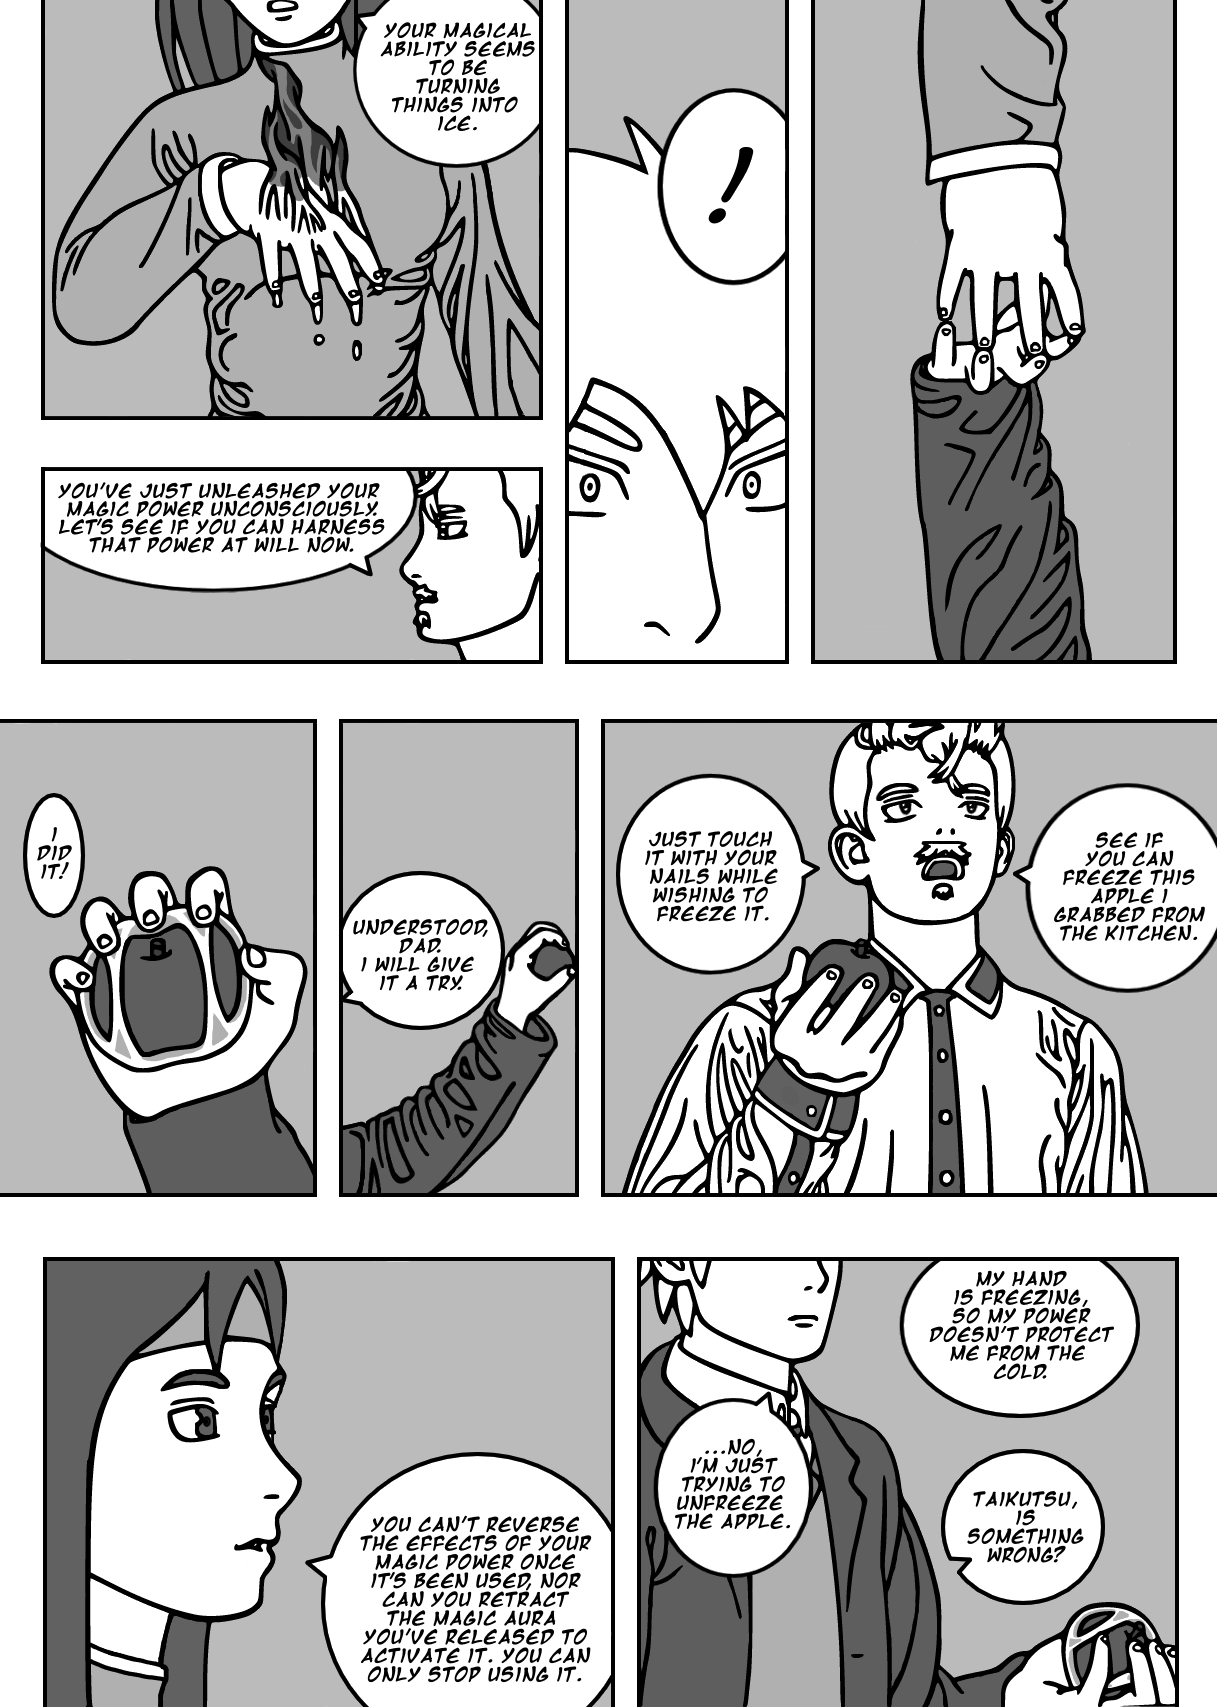 !
YOUR MAGICAL
ABILITY SEEMS
TO BE
TURNING
THINGS INTO
ICE.
YOU'VE JUST UNLEASHED YOUR
MAGIC POWER UNCONSCIOUSLY.
LET'S SEE IF YOU CAN HARNESS
THAT POWER AT WILL NOW.
SEE IF
YOU CAN
FREEZE THIS
APPLE I
GRABBED FROM
THE KITCHEN.
JUST TOUCH
IT WITH YOUR
NAILS WHILE
WISHING TO
FREEZE IT.
UNDERSTOOD,
DAD.
I WILL GIVE
IT A TRY.
I
DID
IT!
MY HAND
IS FREEZING,
SO MY POWER
DOESN'T PROTECT
ME FROM THE
COLD.
TAIKUTSU,
IS
SOMETHING
WRONG?
...NO,
I'M JUST
TRYING TO
UNFREEZE
THE APPLE.
YOU CAN'T REVERSE
THE EFFECTS OF YOUR
MAGIC POWER ONCE
IT'S BEEN USED, NOR
CAN YOU RETRACT
THE MAGIC AURA
YOU'VE RELEASED TO
ACTIVATE IT. YOU CAN
ONLY STOP USING IT.